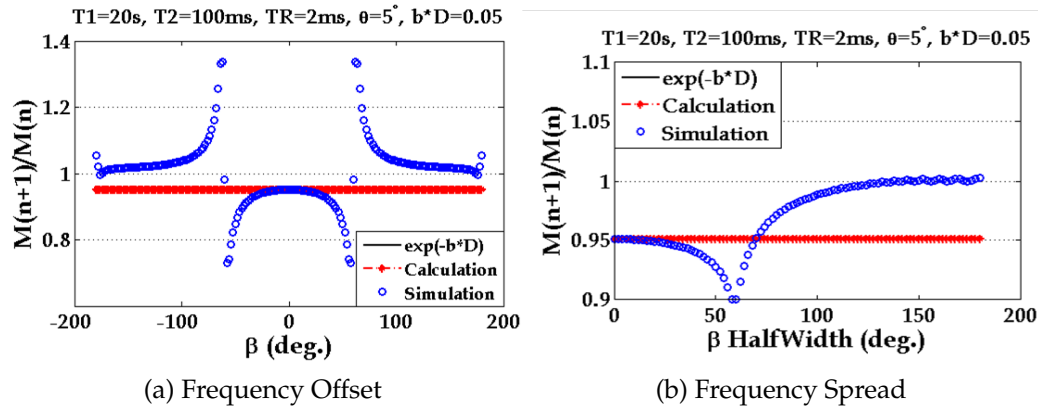 T1=20s, T2=100ms, TR=2ms, θ=5°, b*D=0.05
1.4
1.2
1
0.8
M(n+1)/M(n)
exp(-b*D)
Calculation
Simulation
-200
-100
0
100
200
β (deg.)
(a) Frequency Offset
T1=20s, T2=100ms, TR=2ms, θ=5°, b*D=0.05
1.1
1.05
1
0.95
0.9
M(n+1)/M(n)
exp(-b*D)
Calculation
Simulation
0
50
100
150
200
β HalfWidth (deg.)
(b) Frequency Spread